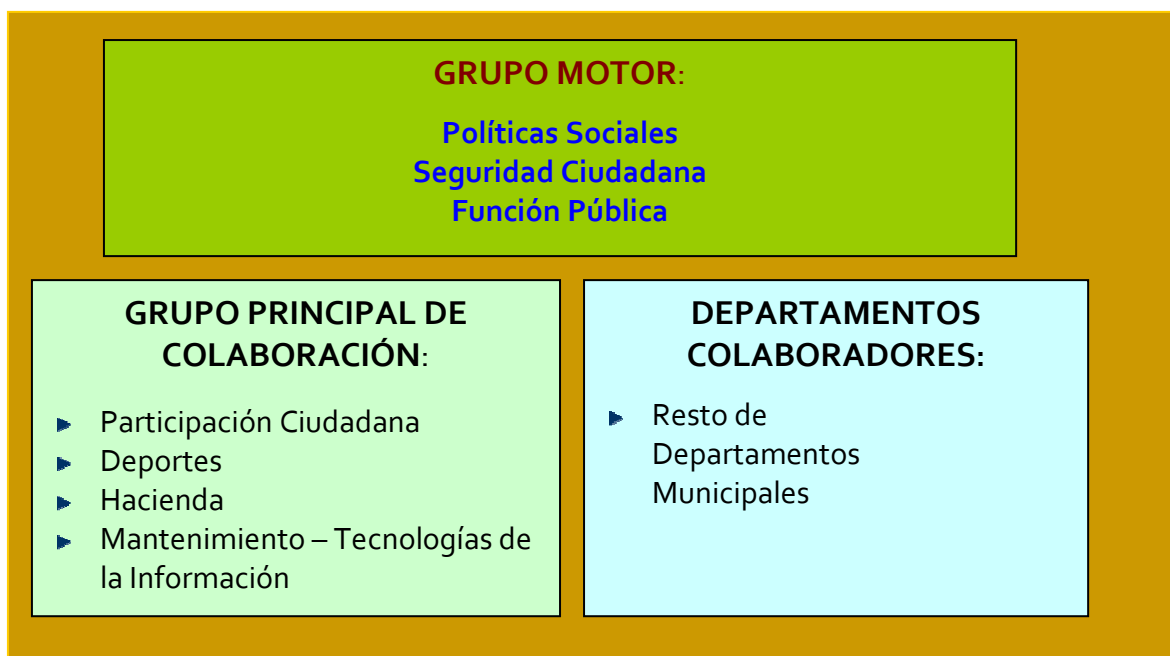 GRUPO MOTOR:
Políticas Sociales
Seguridad Ciudadana
Función Pública
GRUPO PRINCIPAL DE
COLABORACIÓN:
► Participación Ciudadana
► Deportes
► Hacienda
► Mantenimiento – Tecnologías de
la Información
DEPARTAMENTOS
COLABORADORES:
► Resto de
Departamentos
Municipales